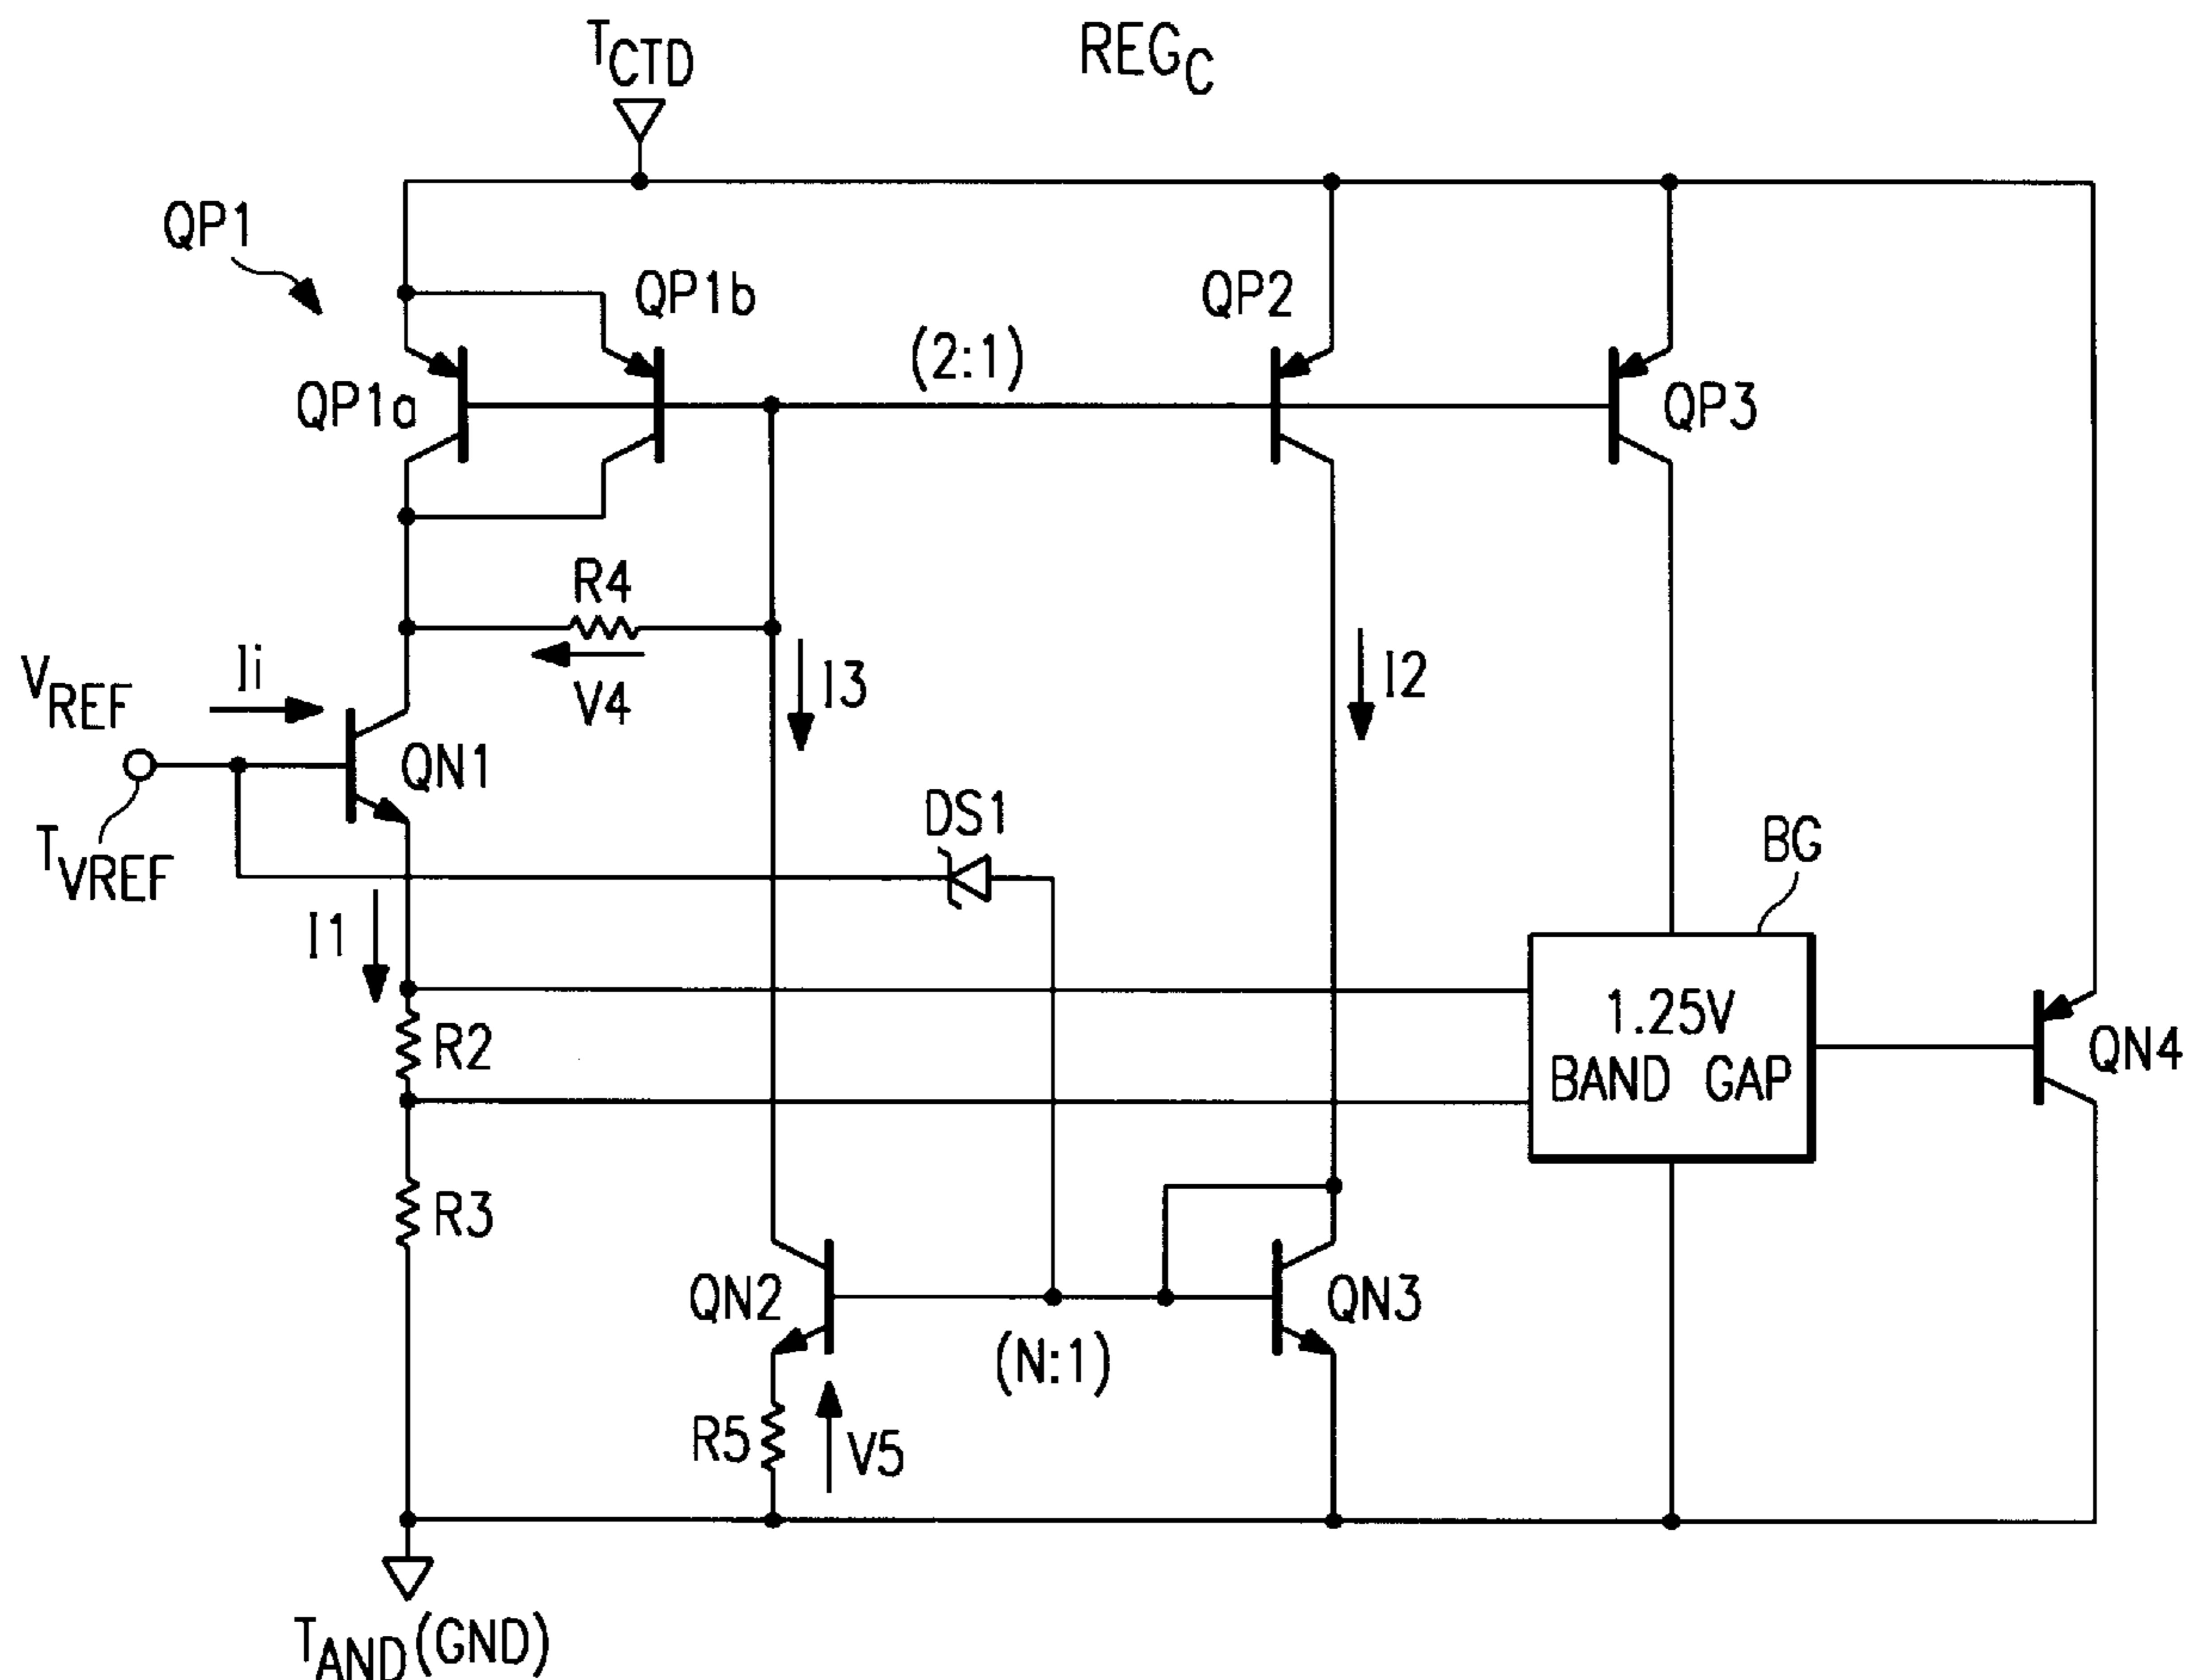 TCTD
REGC
QP1
QP1b
QP2
(2:1)
QP1a
QP3
R4
VREF
Ii
V4
I3
I2
QN1
DS1
TVREF
I1
BG
1.25V
BAND GAP
R2
QN4
R3
QN2
(N:1)
QN3
R5
V5
TAND(GND)